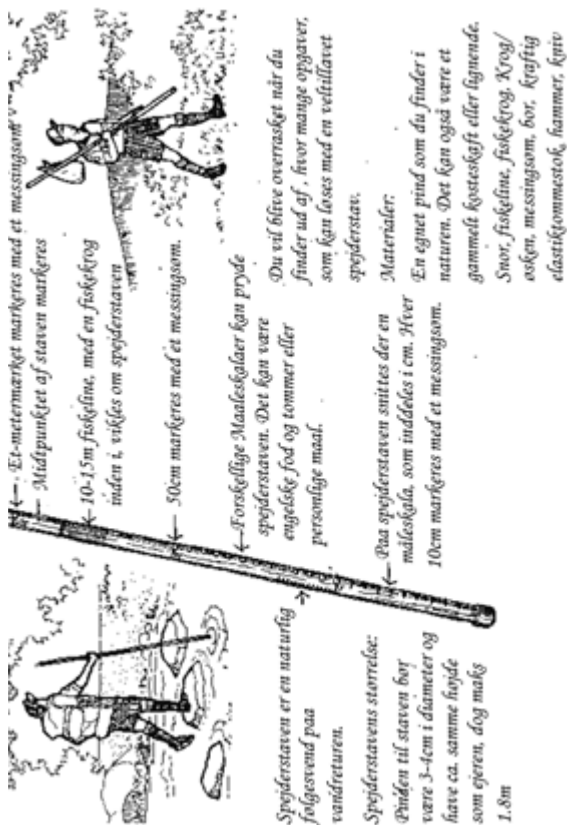 Et-metermærket markeres med et messingsøm
Midtpunktet af staven markeres
10-15m fiskeline, med en fiskekrog
inden i, vikles om spejderstaven
50cm markeres med et messingsøm.
Forskellige Maaleskalaer kan pryde
spejderstaven. Det kan være
engelske fod og tommer eller
personlige maal.
Paa spejderstaven snittes der en
måleskala, som inddeles i cm. Hver
10cm markeres med et messingsøm.
Spejderstaven er en naturlig
følgesvend paa
vandreturen.
Spejderstavens størrelse:
Pinden til staven bør
være 3-4cm i diameter og
have ca. samme højde
som ejeren, dog maks
1.8m
Du vil blive overrasket når du
finder ud af , hvor mange opgaver,
som kan løses med en veltillavet
spejderstav.
Materialer:
En egnet pind som du finder i
naturen. Det kan også være et
gammelt kosteskaft eller lignende.
Snor, fiskeline, fiskekrog. Krog/
øsken, messingsøm, bor, kraftig
elastiktommestok, hammer, kniv